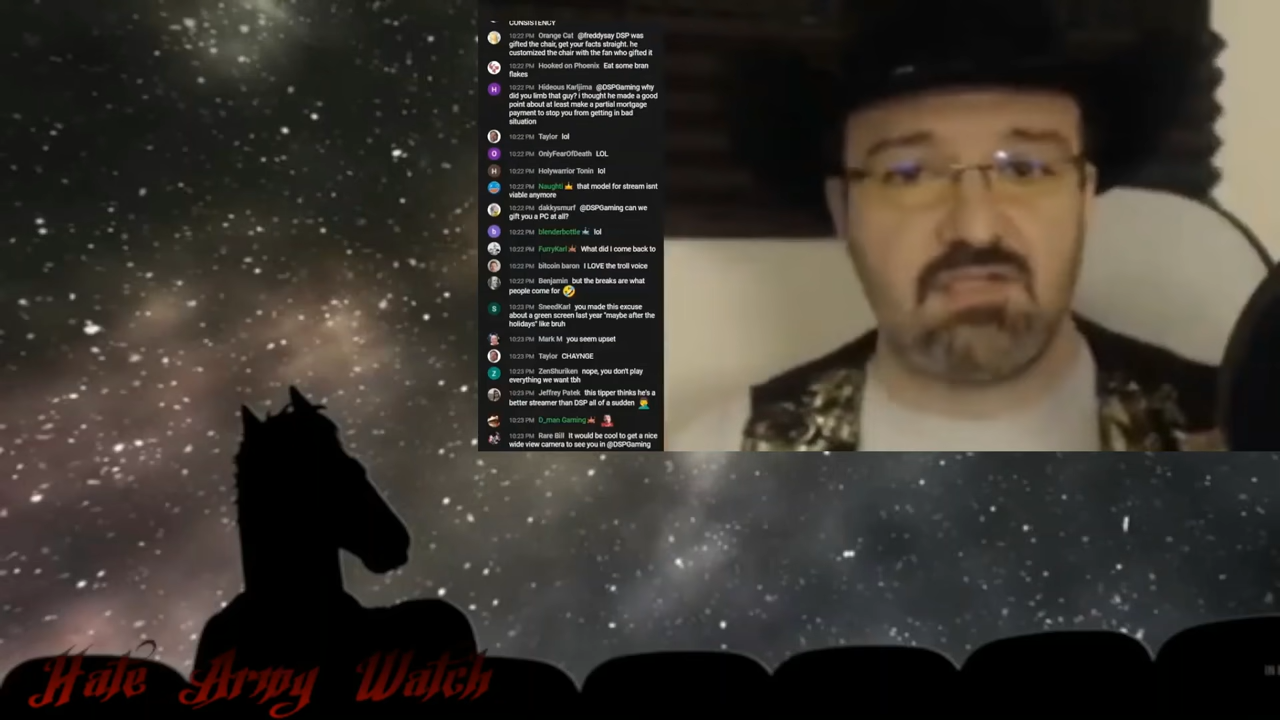 CONSISTENCY
10:22 PM Orange Cat @freddysay DSP was
gifted the chair, get your facts straight. he
customized the chair with the fan who gifted it
10:22 PM Hooked on Phoenix Eat some bran
flakes
H 10:22 PM Hideous Karijima @DSPGaming why
did you limb that guy? i thought he made a good
point about at least make a partial mortgage
payment to stop you from getting in bad
situation
10:22 PM Taylor lol
O 10:22 PM OnlyFearOfDeath LOL
H 10:22 PM Holywarrior Tonin lol
10:22 PM Naughti that model for stream isnt
viable anymore
10:22 PM dakkysmurf @DSPGaming can we
gift you a PC at all?
b 10:22 PM blenderbottle lol
10:22 PM FurryKarl What did I come back to
10:22 PM bitcoin baron I LOVE the troll voice
10:22 PM Benjamin but the breaks are what
people come for 🤣
S 10:23 PM SneedKarl you made this excuse
about a green screen last year "maybe after the
holidays" like bruh
10:23 PM Mark M you seem upset
10:23 PM Taylor CHAYNGE
Z 10:23 PM ZenShuriken nope, you don't play
everything we want tbh
10:23 PM Jeffrey Patek this tipper thinks he's a
better streamer than DSP all of a sudden
10:23 PM D_man Gaming
10:23 PM Rare Bill It would be cool to get a nice
wide view camera to see you in @DSPGaming
Hate Army Watch